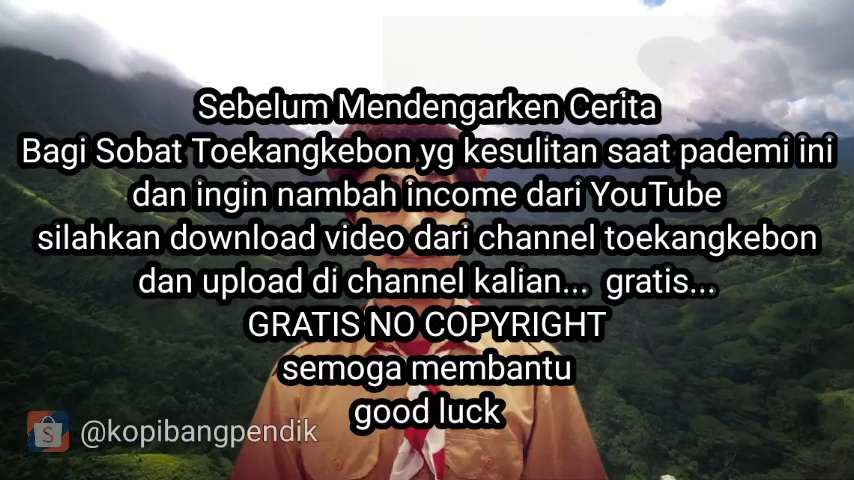 Sebelum Mendengarken Cerita
Bagi Sobat Toekangkebon yg kesulitan saat pademi ini
dan ingin nambah income dari YouTube
silahkan download video dari channel toekangkebon
dan upload di channel kalian... gratis...
GRATIS NO COPYRIGHT
semoga membantu
good luck
S @kopibangpendik